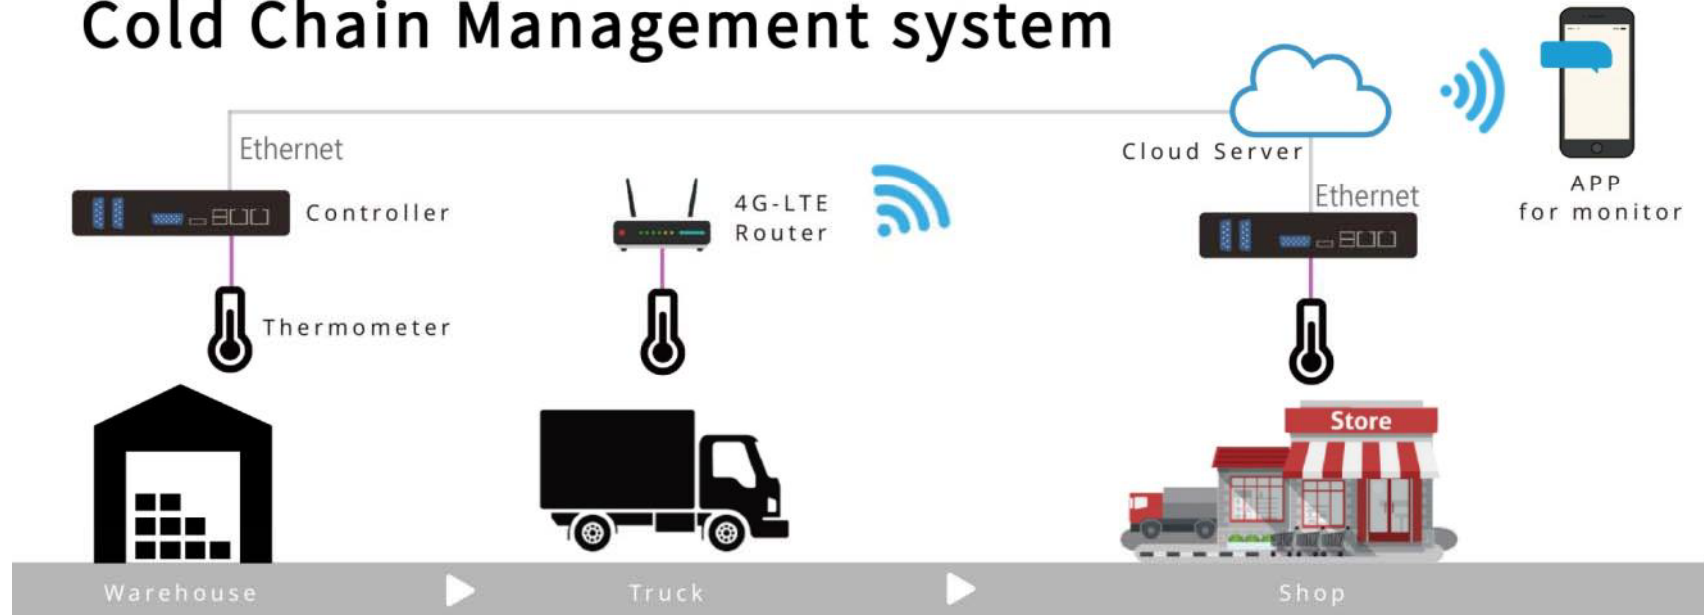 Cold Chain Management system
Ethernet
Controller
Thermometer
4G-LTE
Router
Cloud Server
Ethernet
APP
for monitor
Store
Warehouse
Truck
Shop